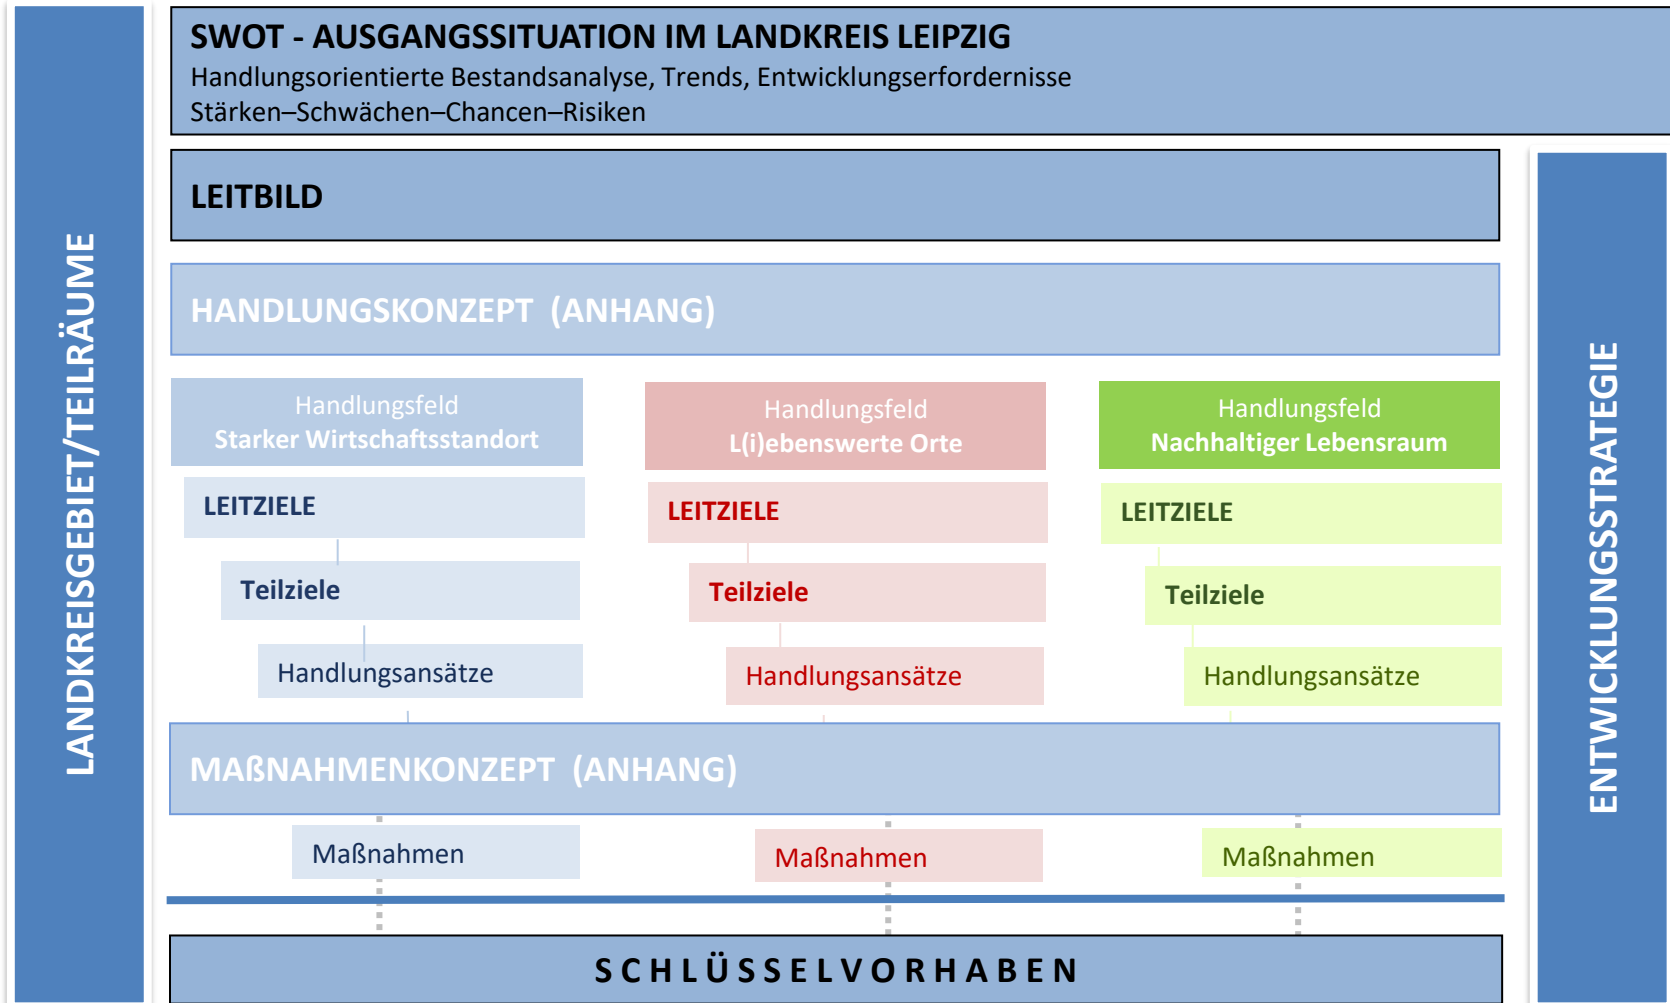 SWOT - AUSGANGSSITUATION IM LANDKREIS LEIPZIG
Handlungsorientierte Bestandsanalyse, Trends, Entwicklungserfordernisse
Stärken–Schwächen–Chancen–Risiken
LANDKREISGEBIET/TEILRÄUME
LEITBILD
HANDLUNGSKONZEPT (ANHANG)
Handlungsfeld
Starker Wirtschaftsstandort
LEITZIELE
Teilziele
Handlungsansätze
Handlungsfeld
L(i)ebenswerte Orte
LEITZIELE
Teilziele
Handlungsansätze
Handlungsfeld
Nachhaltiger Lebensraum
LEITZIELE
Teilziele
Handlungsansätze
MAßNAHMENKONZEPT (ANHANG)
Maßnahmen
Maßnahmen
Maßnahmen
SCHLÜSSELVORHABEN
ENTWICKLUNGSSTRATEGIE